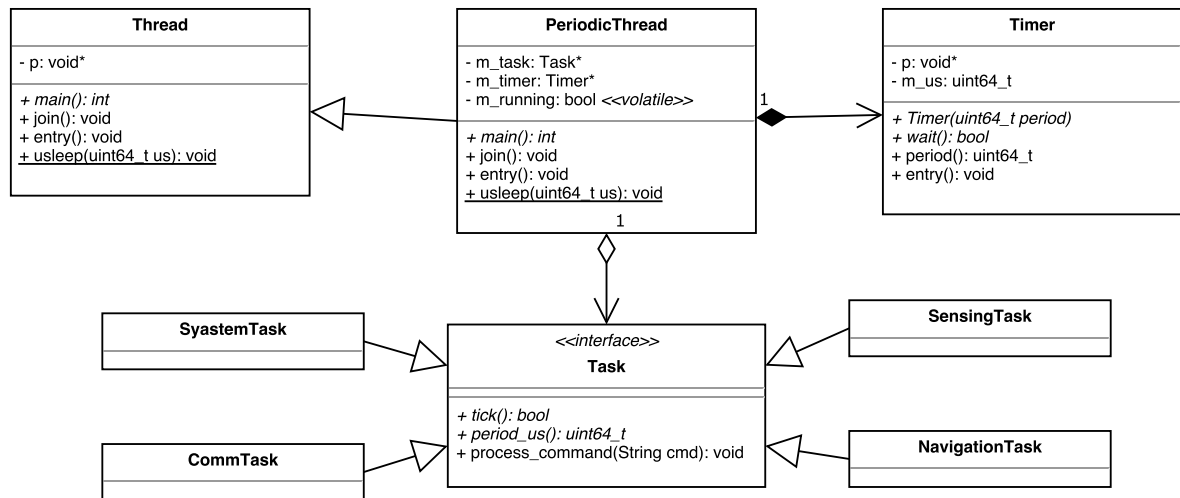 Thread
- p: void*
+ main(): int
+ join(): void
+ entry(): void
+ usleep(uint64_t us): void
PeriodicThread
- m_task: Task*
- m_timer: Timer*
- m_running: bool <<volatile>>
+ main(): int
+ join(): void
+ entry(): void
+ usleep(uint64_t us): void
1
1
Timer
- p: void*
- m_us: uint64_t
+ Timer(uint64_t period)
+ wait(): bool
+ period(): uint64_t
+ entry(): void
SyastemTask
<<interface>>
Task
+ tick(): bool
+ period_us(): uint64_t
+ process_command(String cmd): void
SensingTask
CommTask
NavigationTask